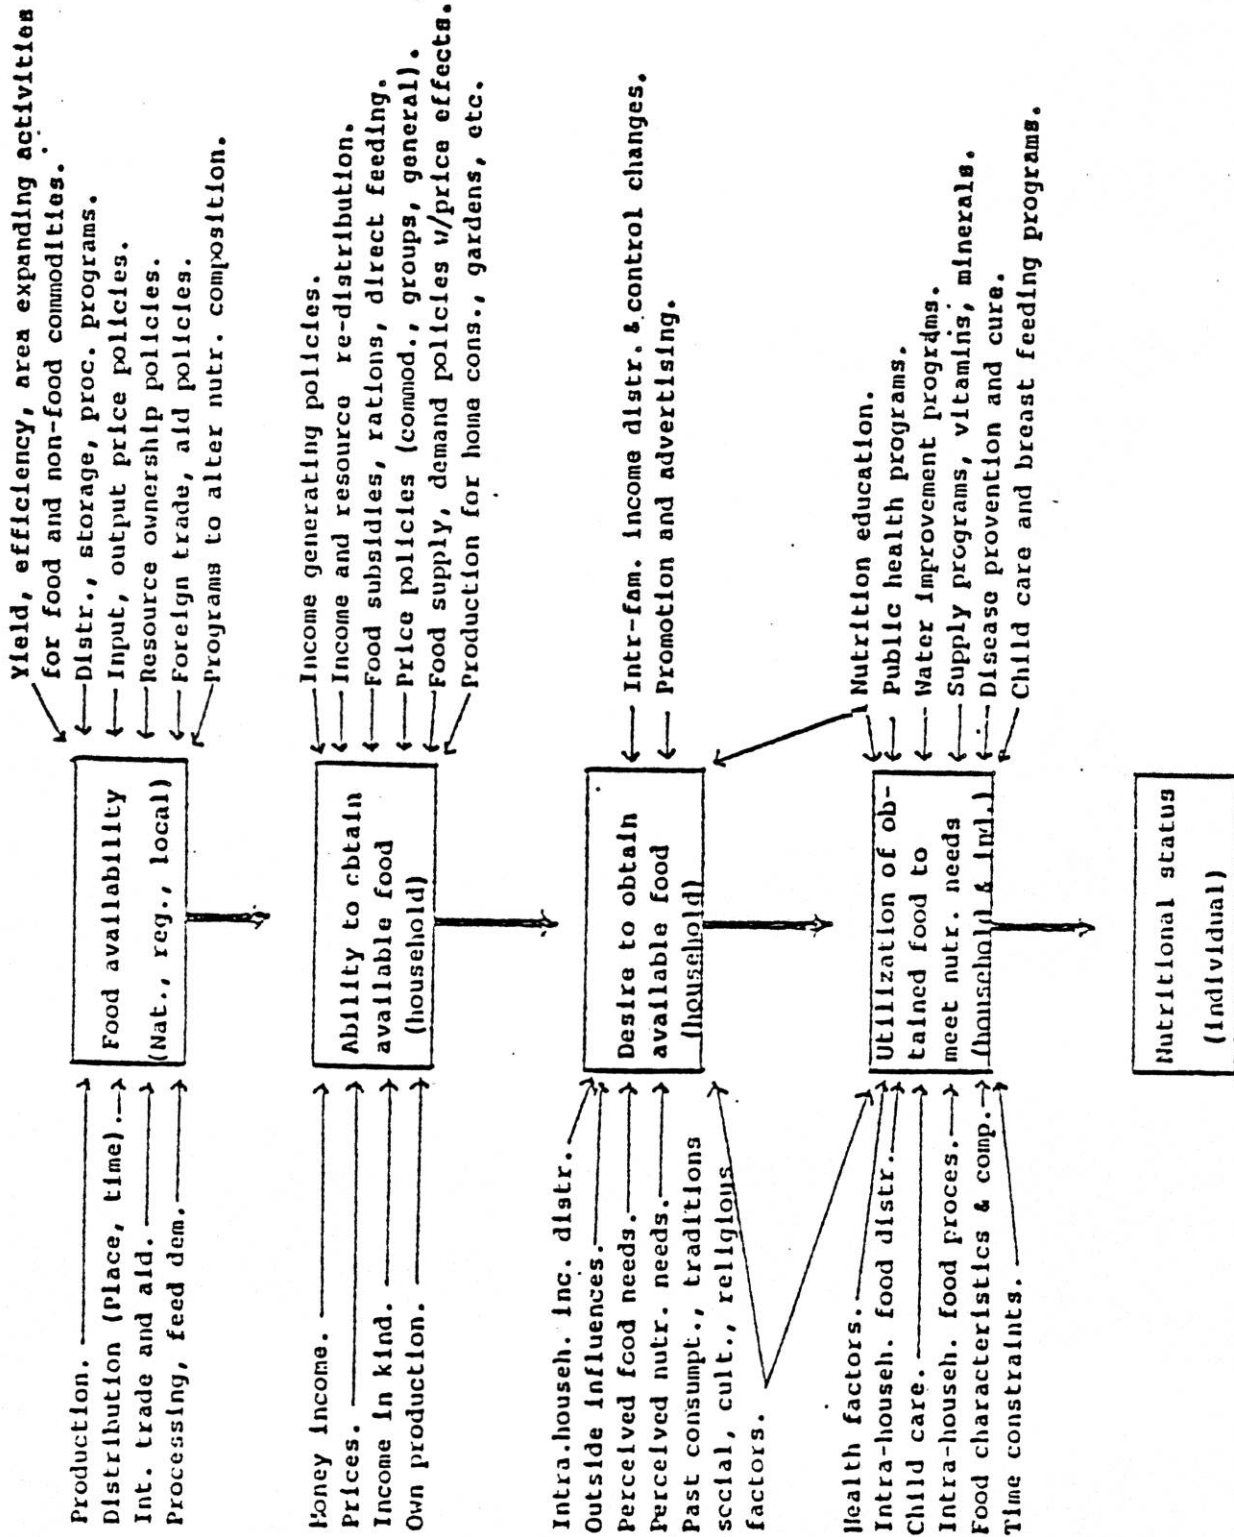 Production.
Distribution (Place, time).
Int. trade and aid.
Processing, feed dem.
Food availability
(Nat., reg., local)
Yield, efficiency, area expanding activities
for food and non-food commodities.
Distr., storage, proc. programs.
Input, output price policies.
Resource ownership policies.
Foreign trade, aid policies.
Programs to alter nutr. composition.
Money income.
Prices.
Income in kind.
Own production.
Ability to obtain
available food
(household)
Income generating policies.
Income and resource re-distribution.
Food subsidies, rations, direct feeding.
Price policies (commod., groups, general).
Food supply, demand policies w/price effects.
Production for home cons., gardens, etc.
Intra.househ. inc. distr.
Outside influences.
Perceived food needs.
Perceived nutr. needs.
Past consumpt., traditions
social, cult., religious
factors.
Desire to obtain
available food
(household)
Intr-fam. income distr. & control changes.
Promotion and advertising.
Health factors.
Intra-househ. food distr.
Child care.
Intra-househ. food proces.
Food characteristics & comp.
Time constraints.
Utilization of ob-
tained food to
meet nutr. needs
(household & ind.)
Nutrition education.
Public health programs.
Water improvement programs.
Supply programs, vitamins, minerals.
Disease provention and cure.
Child care and breast feeding programs.
Nutritional status
(individual)